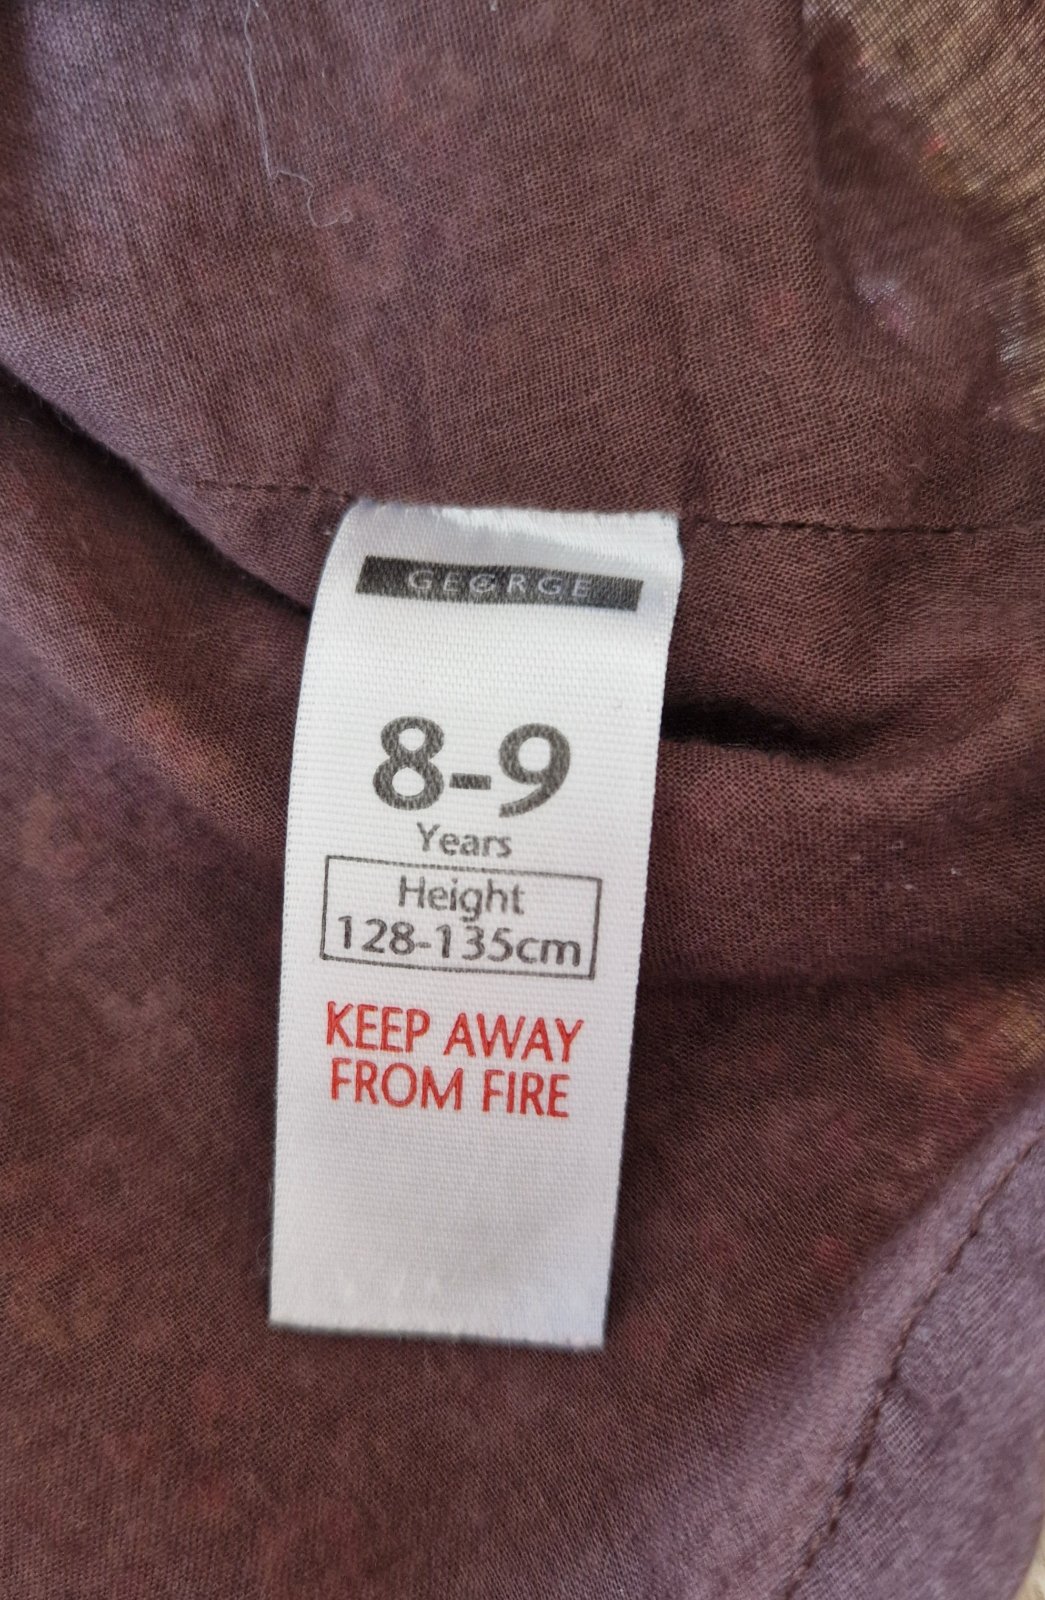 GEORGE
8-9
Years
Height
128-135cm
KEEP AWAY
FROM FIRE